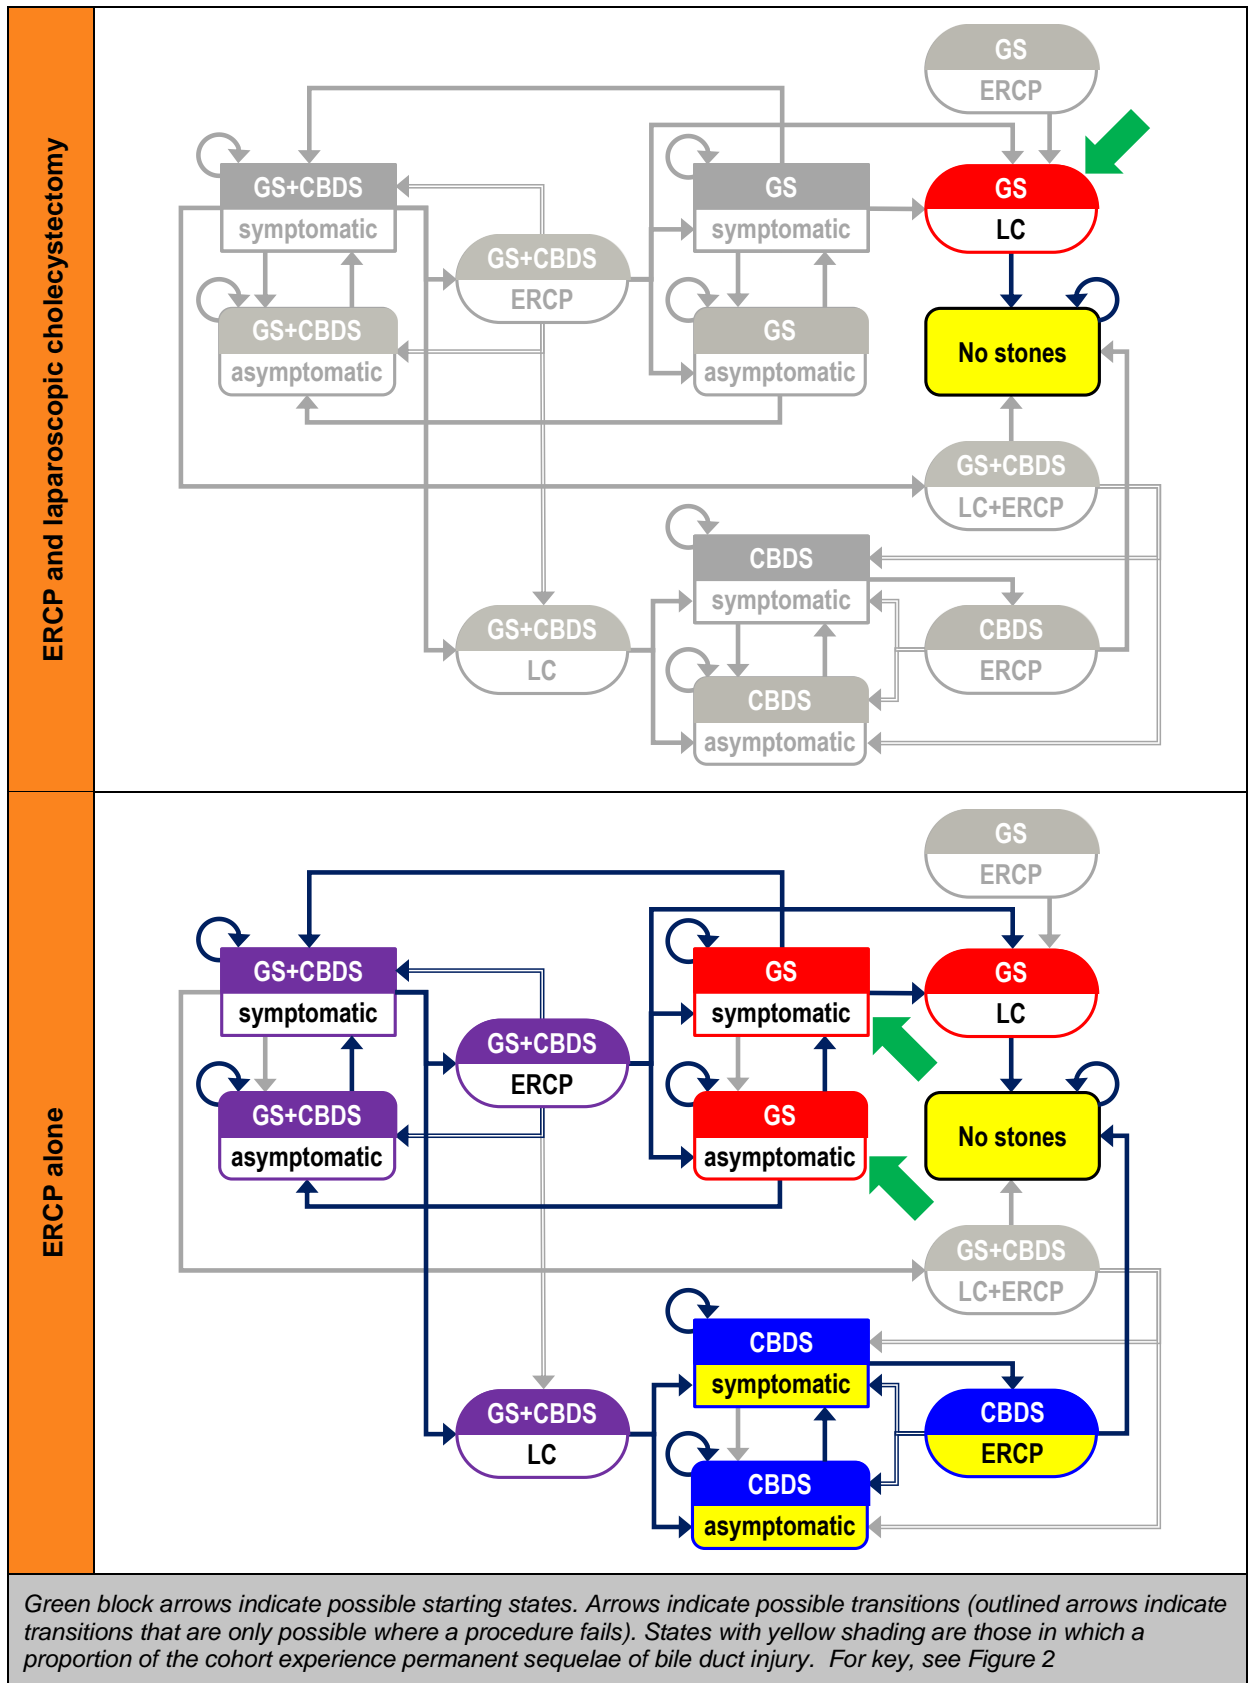 ERCP and laparoscopic cholecystectomy
GS
ERCP
GS+CBDS
symptomatic
GS
symptomatic
GS
LC
GS+CBDS
ERCP
GS+CBDS
asymptomatic
GS
asymptomatic
No stones
GS+CBDS
LC+ERCP
CBDS
symptomatic
GS+CBDS
LC
CBDS
ERCP
CBDS
asymptomatic
ERCP alone
GS
ERCP
GS+CBDS
symptomatic
GS
symptomatic
GS
LC
GS+CBDS
ERCP
GS+CBDS
asymptomatic
GS
asymptomatic
No stones
GS+CBDS
LC+ERCP
CBDS
symptomatic
GS+CBDS
LC
CBDS
ERCP
CBDS
asymptomatic
Green block arrows indicate possible starting states. Arrows indicate possible transitions (outlined arrows indicate
transitions that are only possible where a procedure fails). States with yellow shading are those in which a
proportion of the cohort experience permanent sequelae of bile duct injury.  For key, see Figure 2